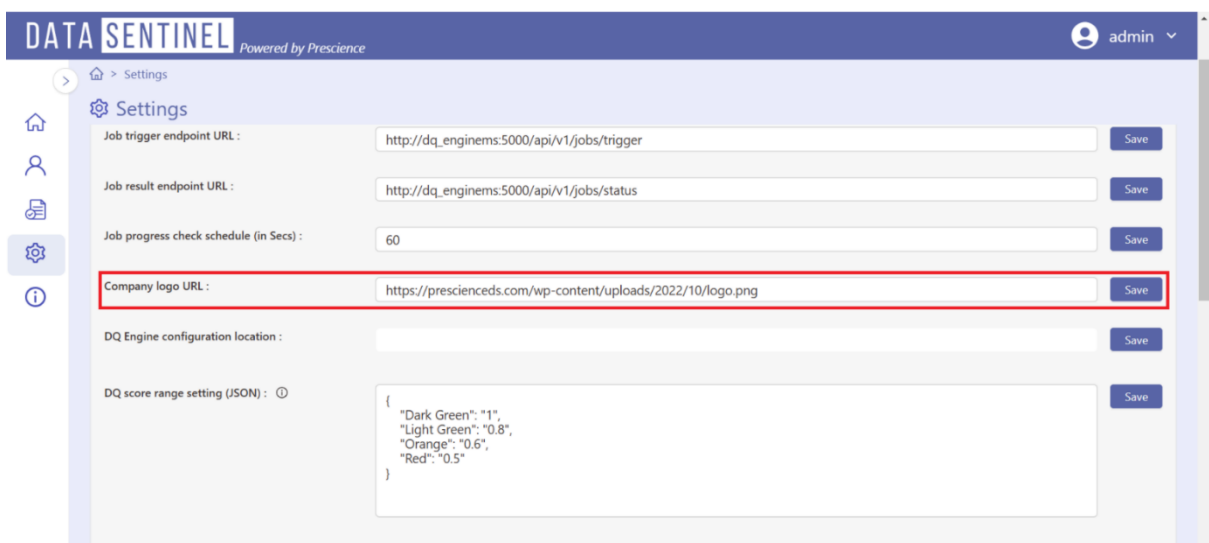 DATA SENTINEL Powered by Prescience
admin
> Settings
Settings
Job trigger endpoint URL :
http://dq_enginems:5000/api/v1/jobs/trigger
Save
Job result endpoint URL :
http://dq_enginems:5000/api/v1/jobs/status
Save
Job progress check schedule (in Secs) :
60
Save
Company logo URL :
https://prescienceds.com/wp-content/uploads/2022/10/logo.png
Save
DQ Engine configuration location :
Save
DQ score range setting (JSON) :
{
"Dark Green": "1",
"Light Green": "0.8",
"Orange": "0.6",
"Red": "0.5"
}
Save